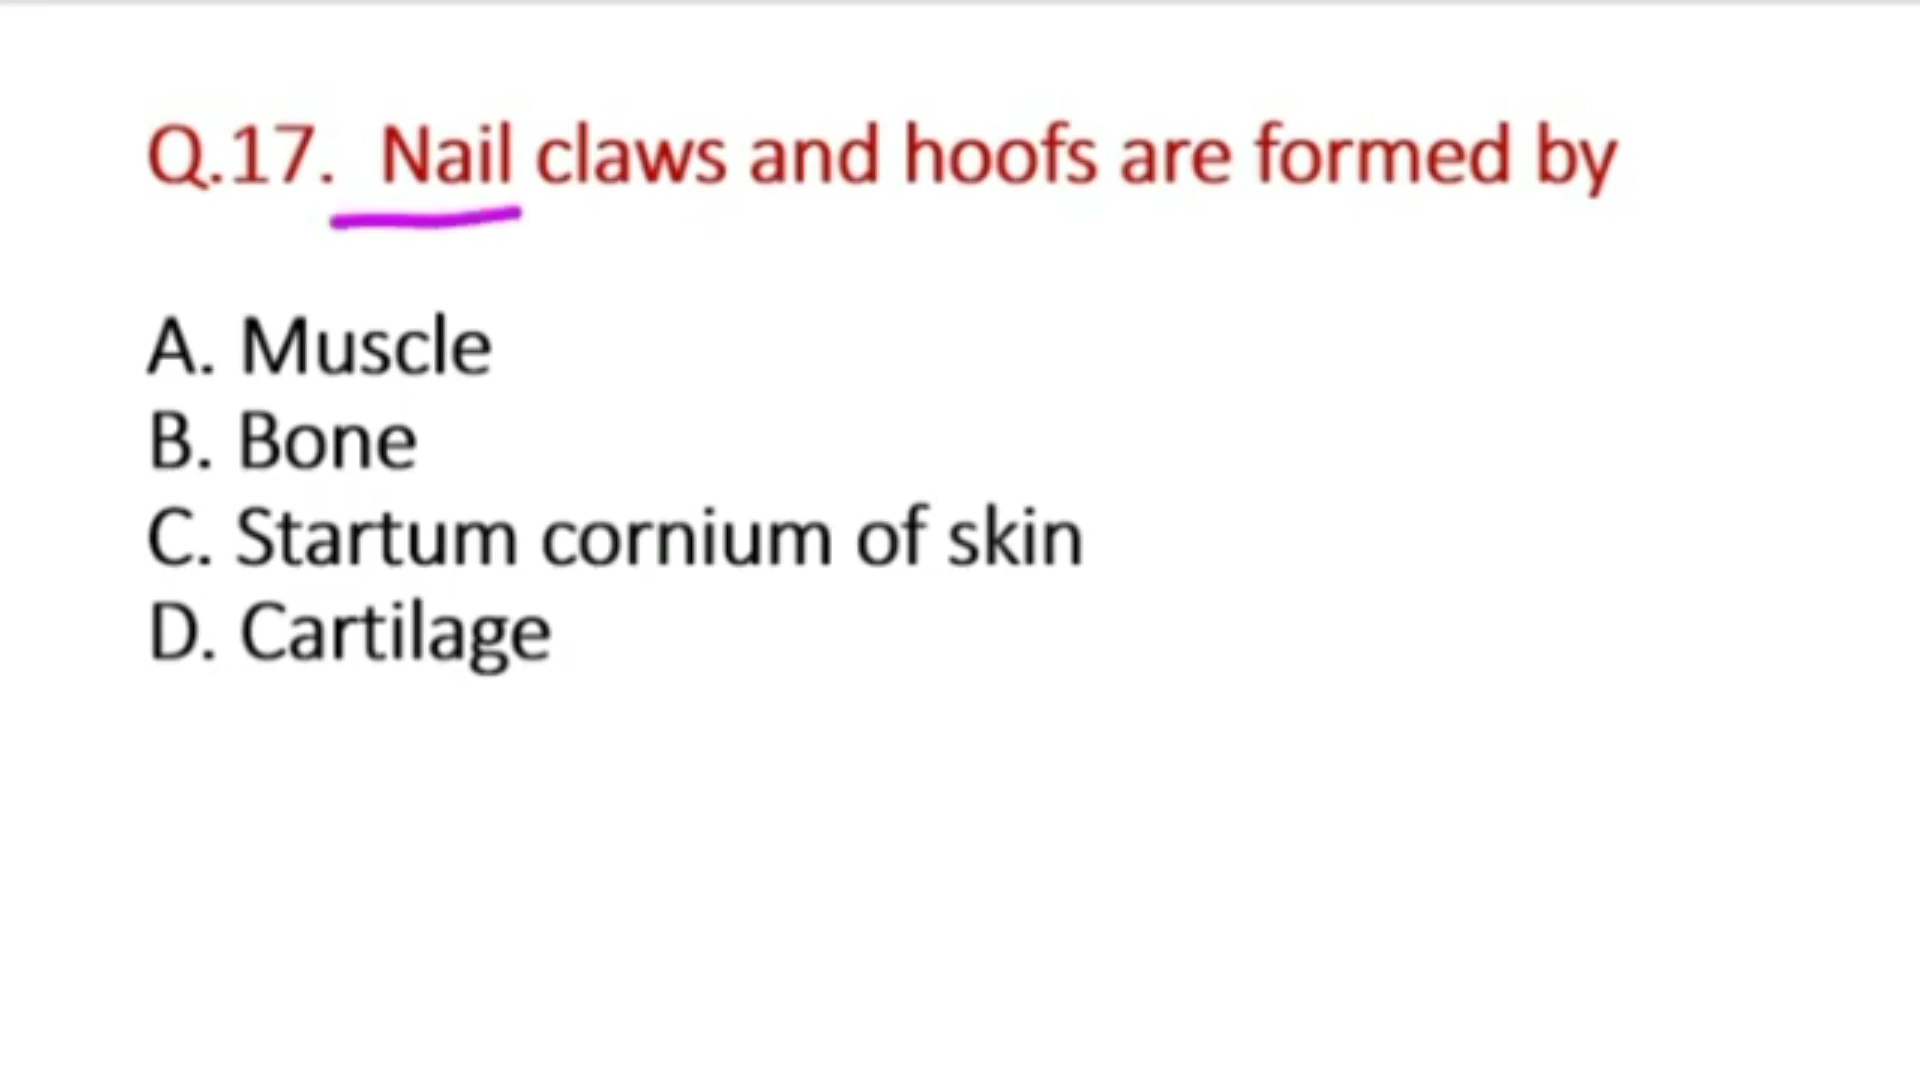 Q.17. Nail claws and hoofs are formed by
A. Muscle
B. Bone
C. Startum cornium of skin
D. Cartilage